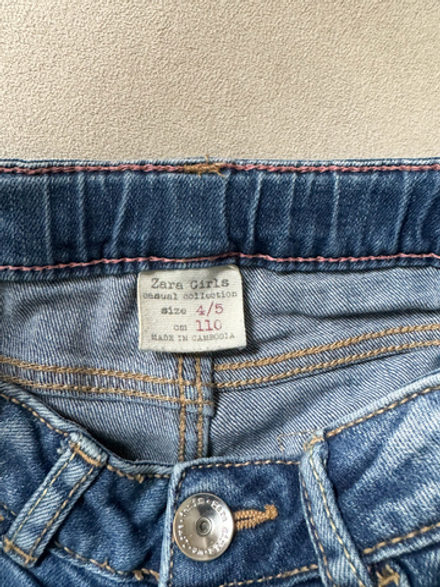 Zara Girls
casual collection
size 4/5
cm 110
MADE IN CAMBODIA